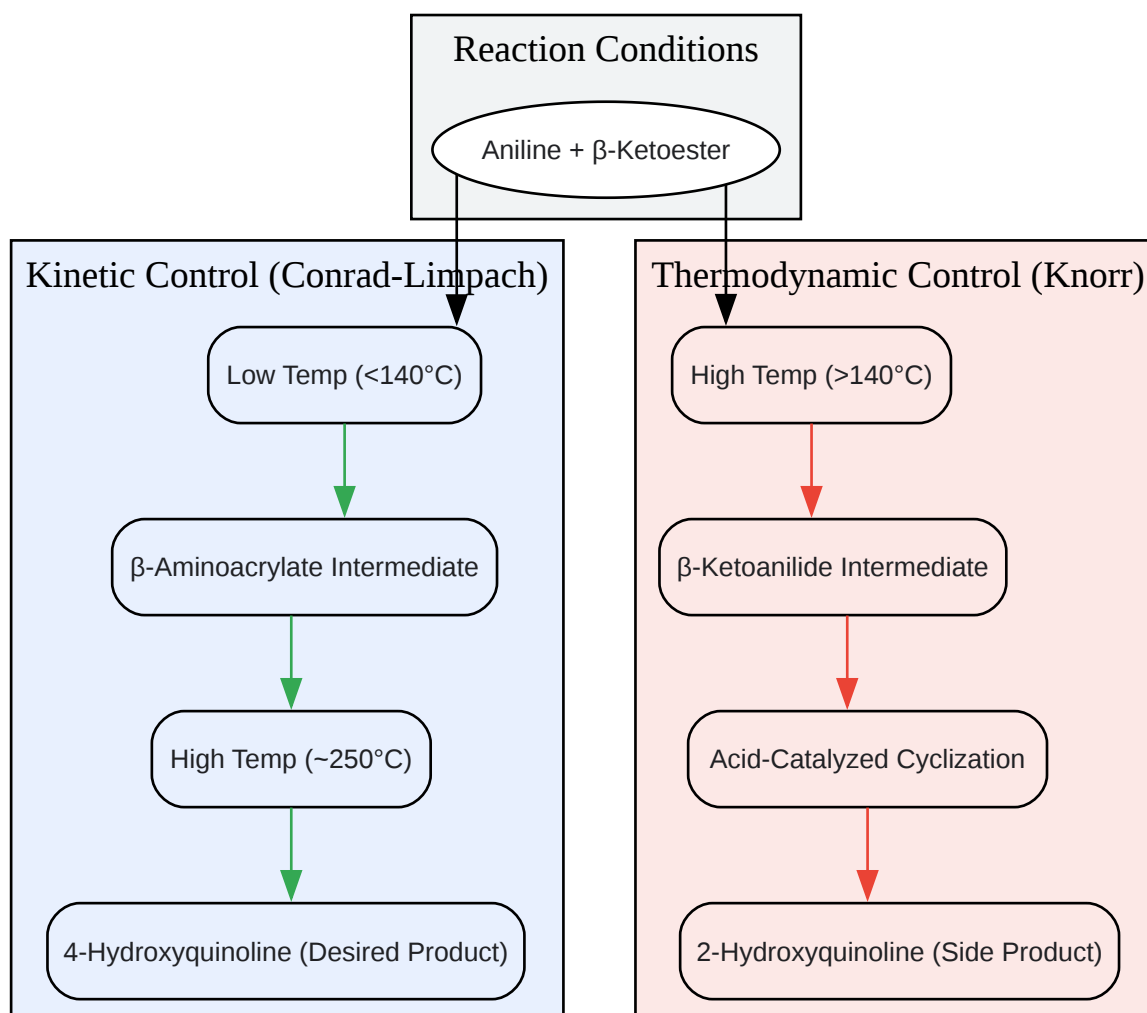 Reaction Conditions
Aniline + β-Ketoester
Kinetic Control (Conrad-Limpach)
Low Temp (<140°C)
β-Aminoacrylate Intermediate
High Temp (~250°C)
4-Hydroxyquinoline (Desired Product)
Thermodynamic Control (Knorr)
High Temp (>140°C)
β-Ketoanilide Intermediate
Acid-Catalyzed Cyclization
2-Hydroxyquinoline (Side Product)